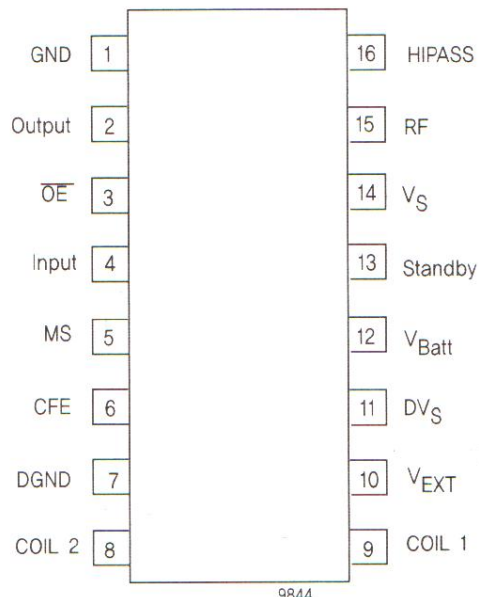 GND 1 16 HIPASS
Output 2 15 RF
OE 3 14 VS
Input 4 13 Standby
MS 5 12 VBatt
CFE 6 11 DVS
DGND 7 10 VEXT
COIL 2 8 9 COIL 1
9844